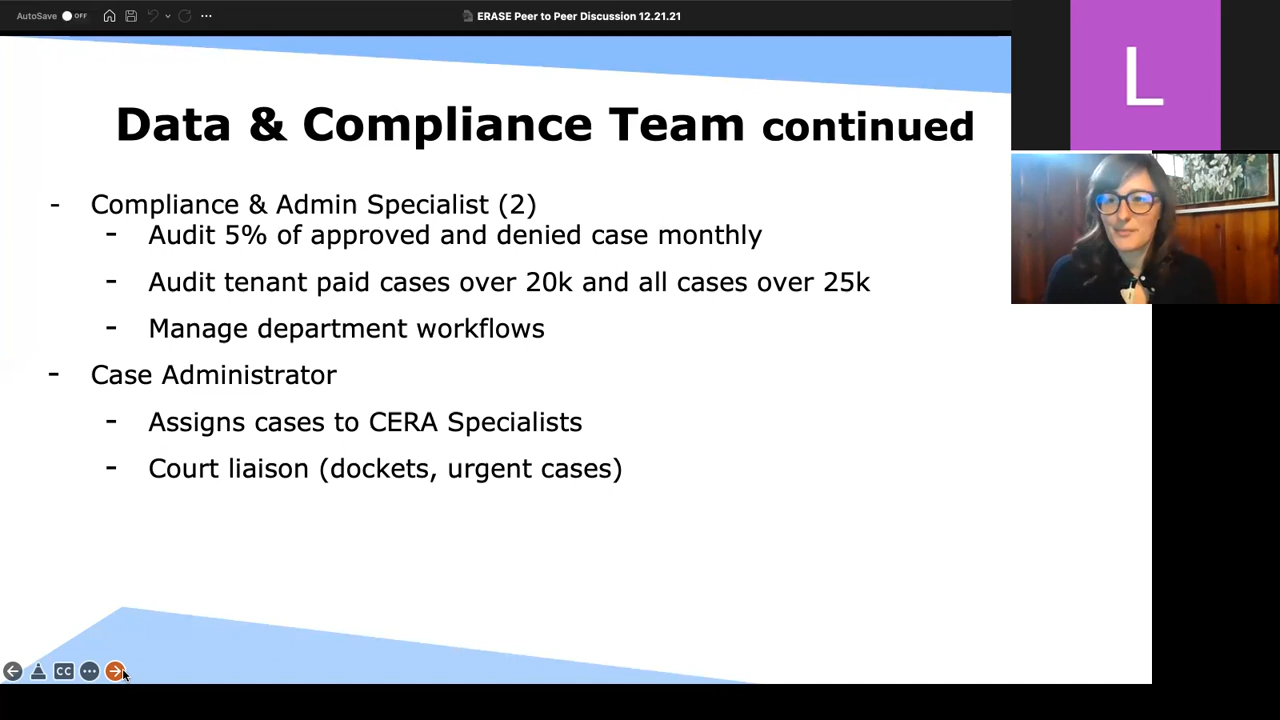 AutoSave OFF
ERASE Peer to Peer Discussion 12.21.21
L
Data & Compliance Team continued
- Compliance & Admin Specialist (2)
- Audit 5% of approved and denied case monthly
- Audit tenant paid cases over 20k and all cases over 25k
- Manage department workflows
- Case Administrator
- Assigns cases to CERA Specialists
- Court liaison (dockets, urgent cases)
CC